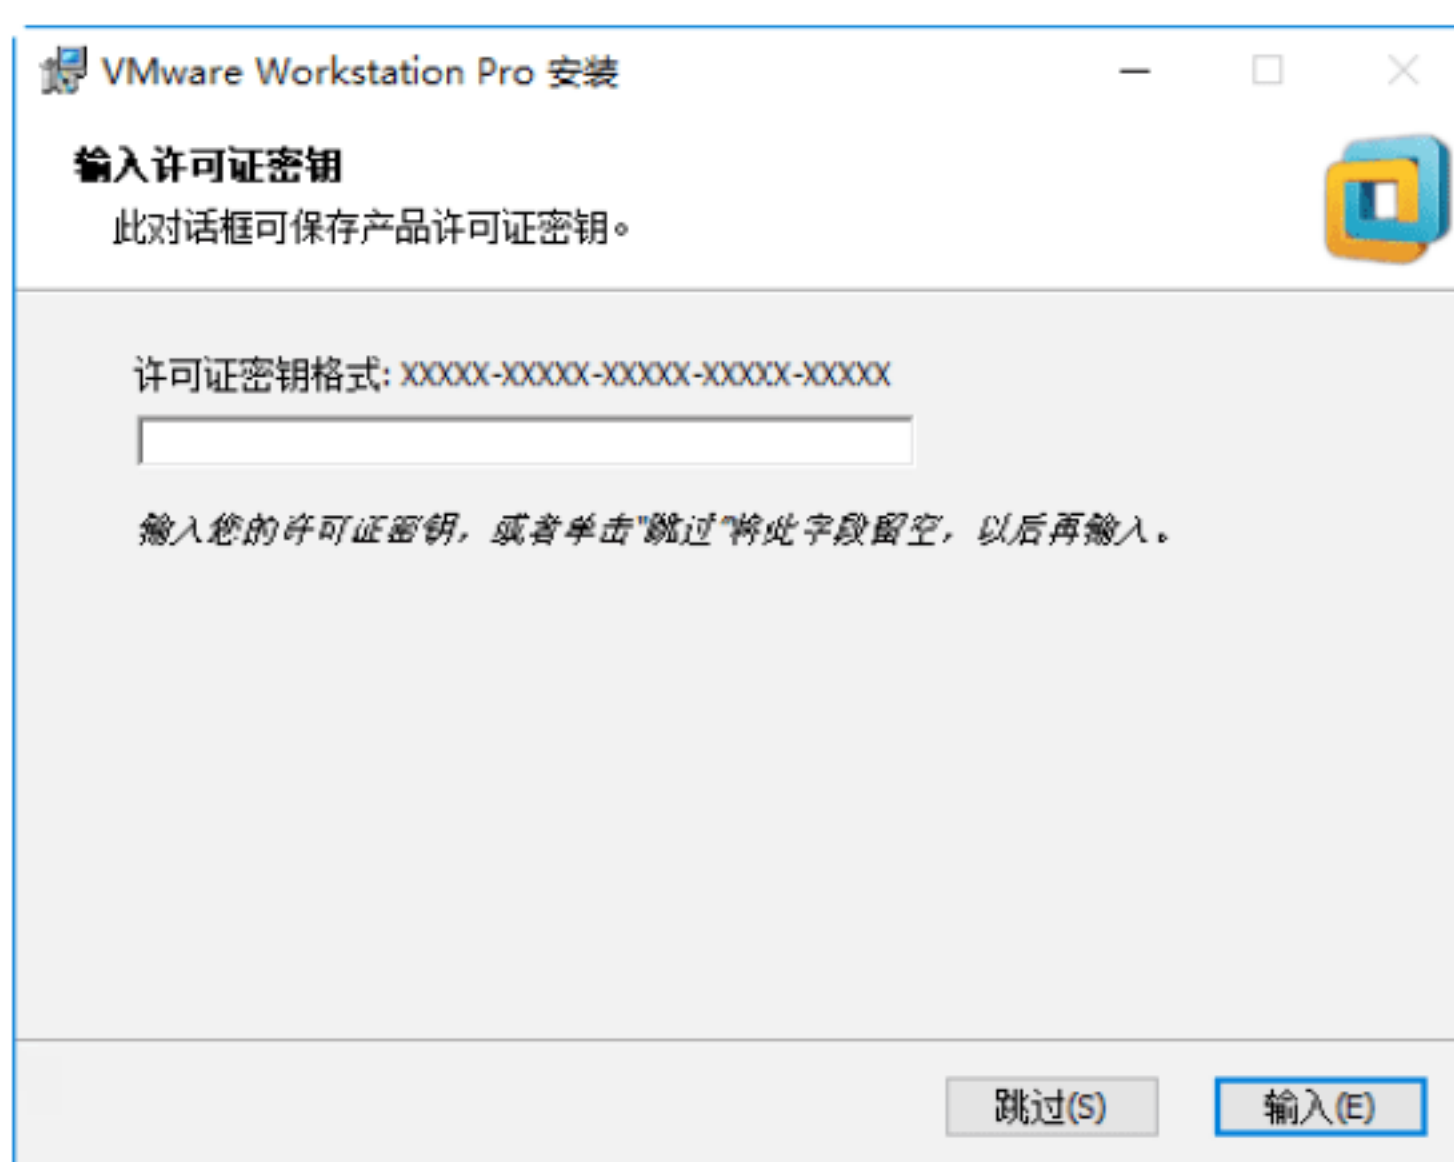 VMware Workstation Pro 安装
输入许可证密钥
此对话框可保存产品许可证密钥。
许可证密钥格式: XXXXX-XXXXX-XXXXX-XXXXX-XXXXX
输入您的许可证密钥，或者单击"跳过"将此字段留空，以后再输入。
跳过(S)
输入(E)